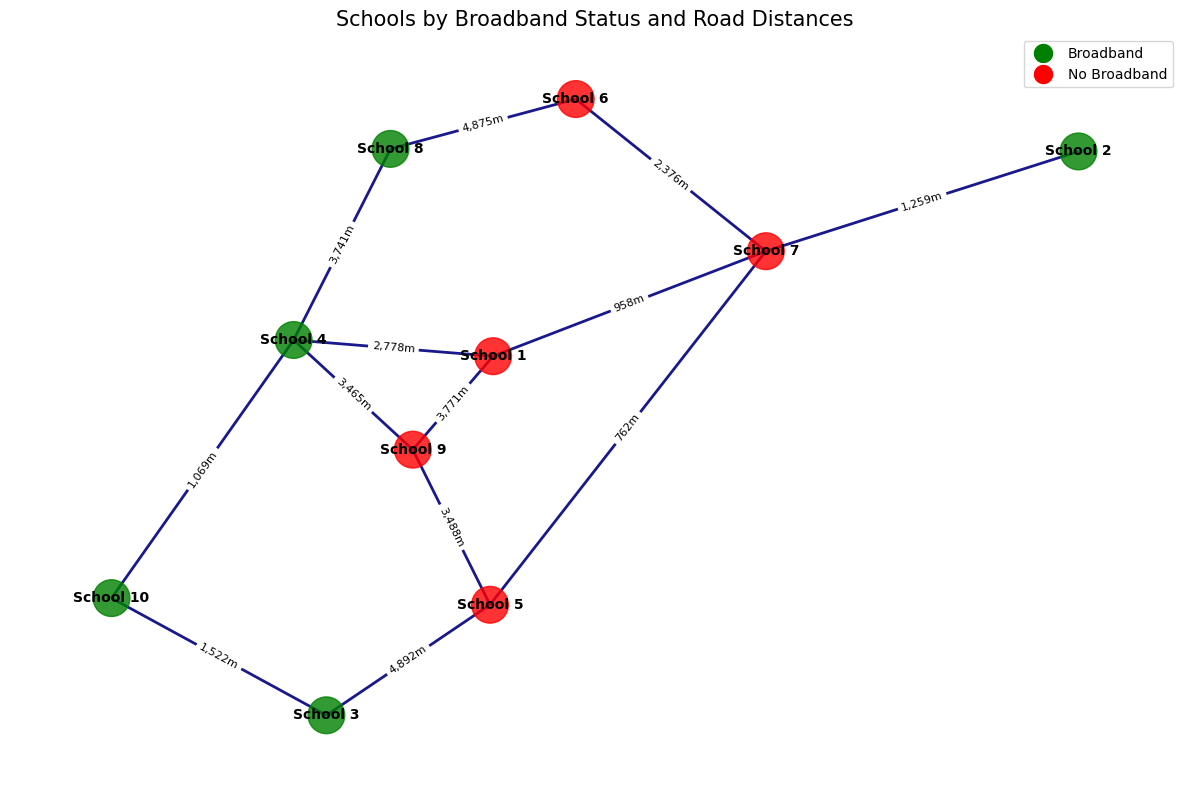 Schools by Broadband Status and Road Distances
Broadband
No Broadband
School 6
4,875m
School 8
School 2
2,376m
1,259m
3,741m
School 7
958m
School 4
2,778m
School 1
3,465m
3,771m
762m
School 9
1,069m
3,488m
School 10
School 5
1,522m
4,892m
School 3